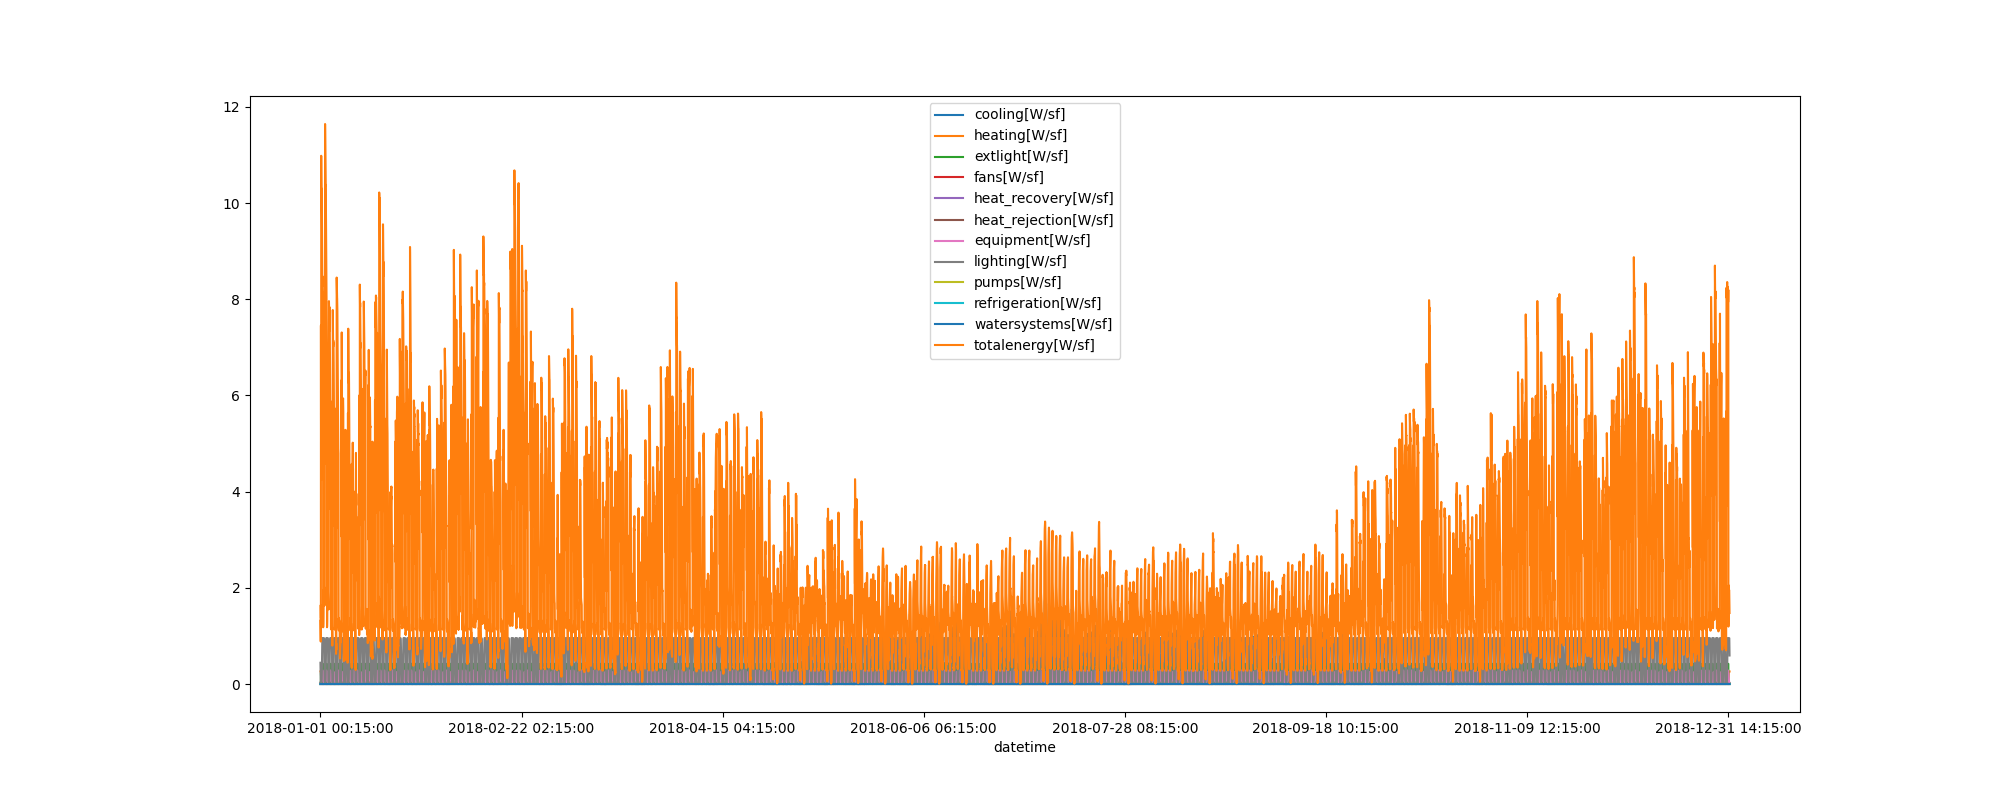 12
10
8
6
4
2
0
cooling[W/sf]
heating[W/sf]
extlight[W/sf]
fans[W/sf]
heat_recovery[W/sf]
heat_rejection[W/sf]
equipment[W/sf]
lighting[W/sf]
pumps[W/sf]
refrigeration[W/sf]
watersystems[W/sf]
totalenergy[W/sf]
2018-01-01 00:15:00
2018-02-22 02:15:00
2018-04-15 04:15:00
2018-06-06 06:15:00
2018-07-28 08:15:00
2018-09-18 10:15:00
2018-11-09 12:15:00
2018-12-31 14:15:00
datetime